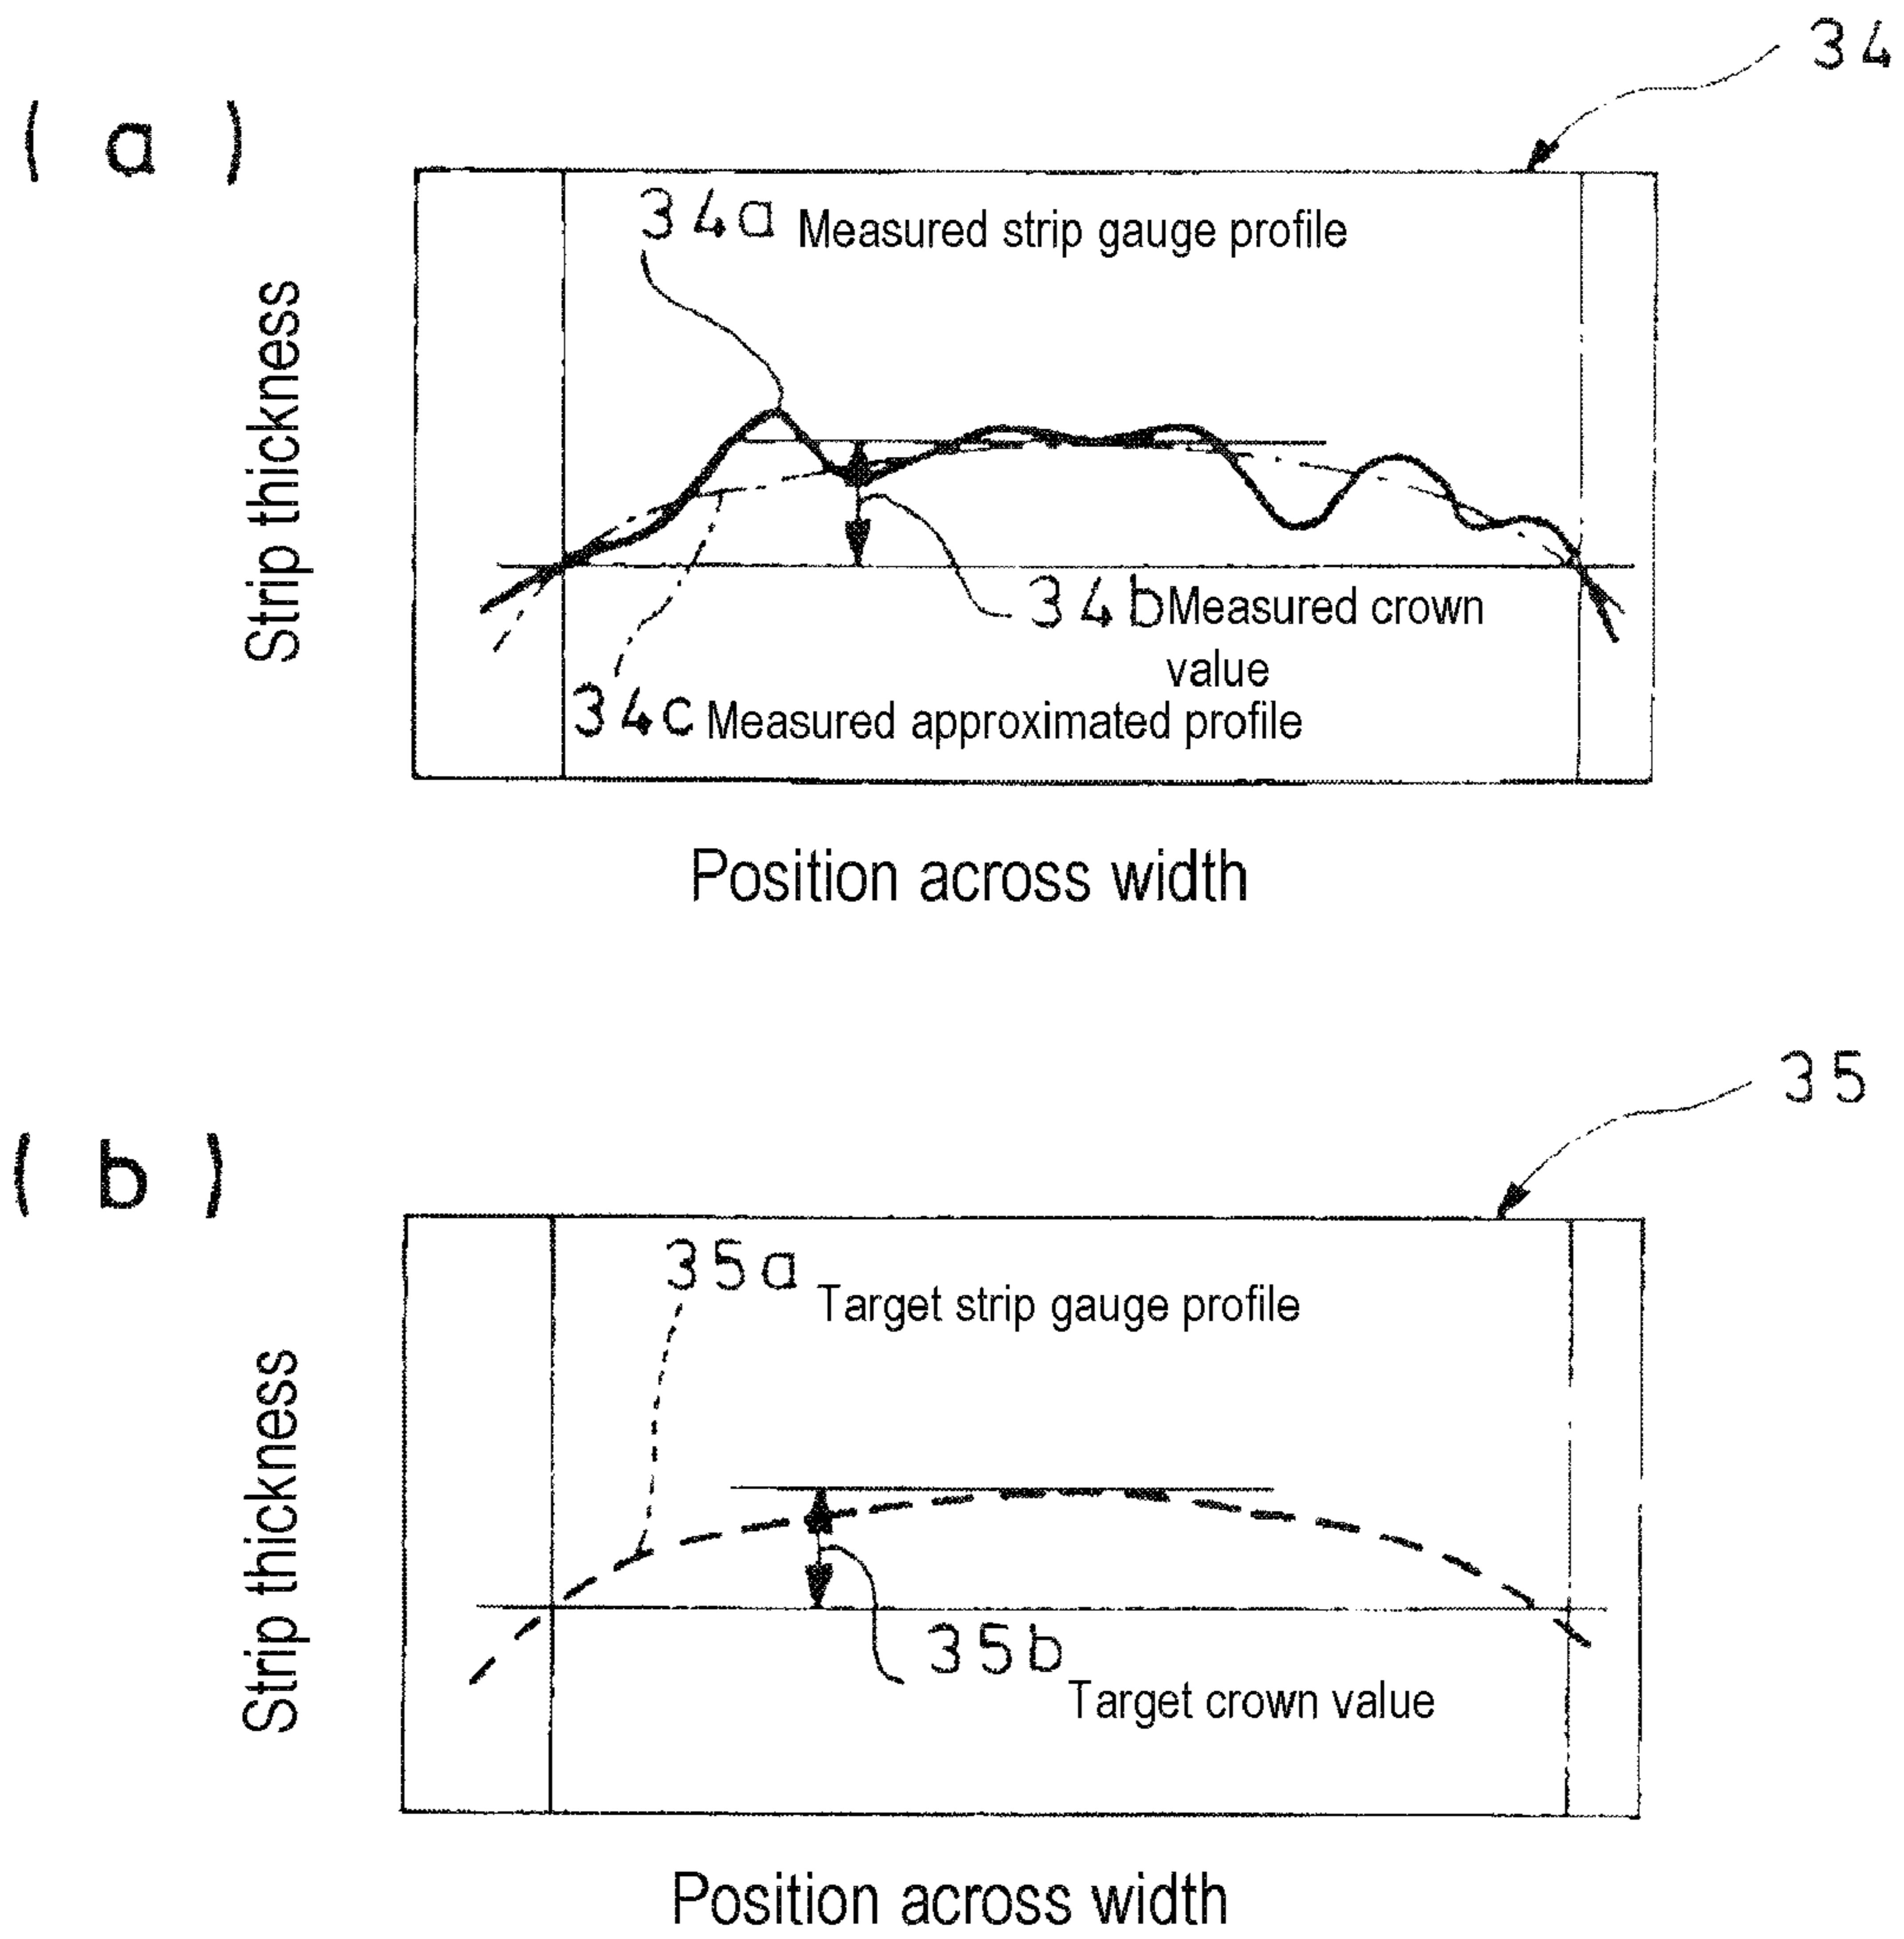 34
( a )
34a Measured strip gauge profile
Strip thickness
34b Measured crown
value
34c Measured approximated profile
Position across width
35
( b )
35a Target strip gauge profile
Strip thickness
35b Target crown value
Position across width